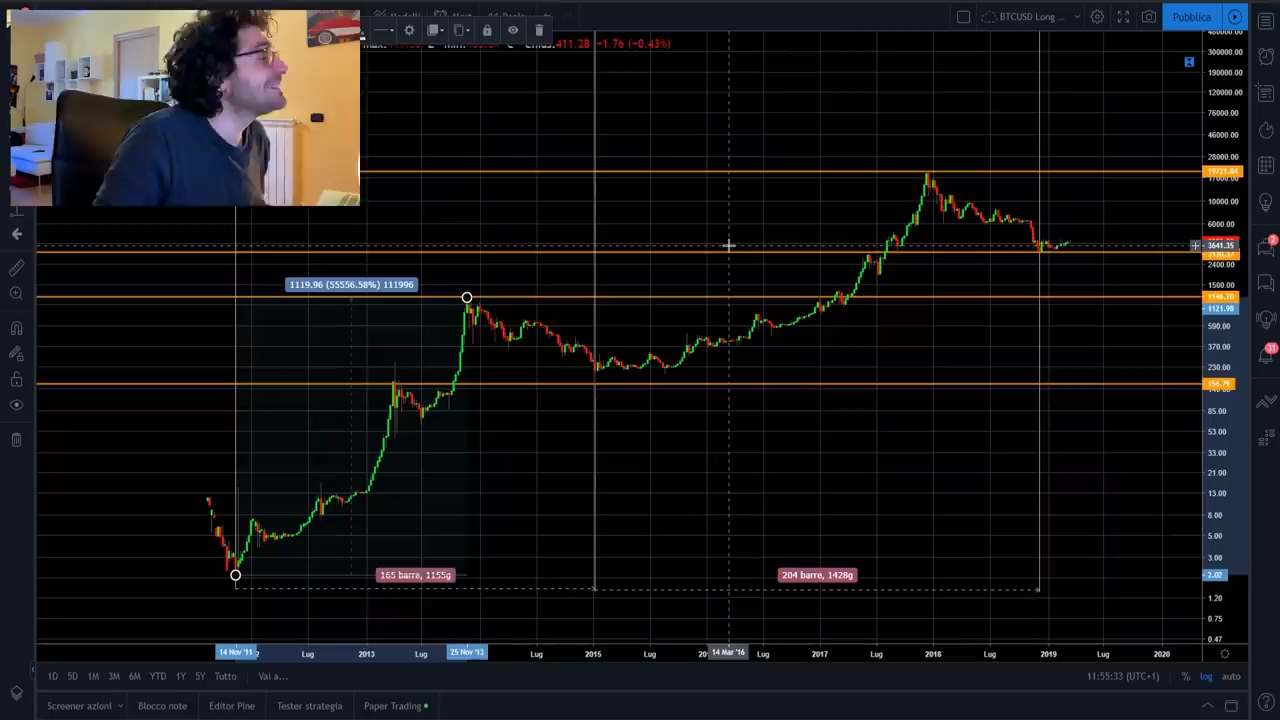 BTCUSD Long ...
Pubblica
411.28 -1.76 (-0.43%)
300000.00
190000.00
120000.00
76000.00
46000.00
28000.00
19721.84
17000.00
10000.00
6000.00
3641.35
2400.00
1500.00
1146.20
1121.98
590.00
370.00
230.00
156.79
85.00
53.00
33.00
21.00
13.00
8.00
5.00
3.00
2.02
1.20
0.75
0.47
1119.96 (55556.58%) 111996
165 barre, 1155g
204 barre, 1428g
14 Nov '11
Lug
2013
Lug
25 Nov '13
Lug
2015
Lug
14 Mar '16
Lug
2017
Lug
2018
Lug
2019
Lug
2020
2
31
1D 5D 1M 3M 6M YTD 1Y 5Y Tutto Vai a...
11:55:33 (UTC+1) % log auto
Screener azioni Blocco note Editor Pine Tester strategia Paper Trading